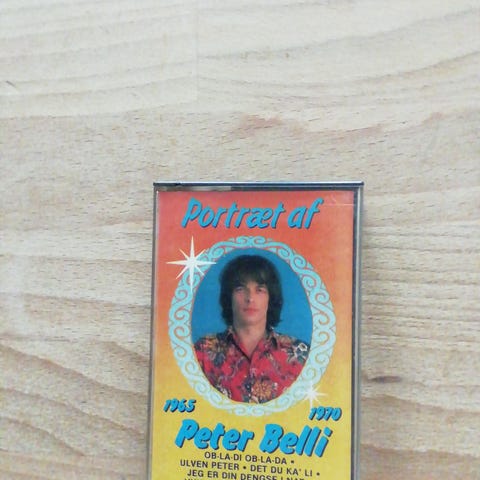 Portræt af
1965
1970
Peter Belli
OB-LA-DI OB-LA-DA •
ULVEN PETER • DET DU KA' LI •
JEG ER DIN DENGSE I